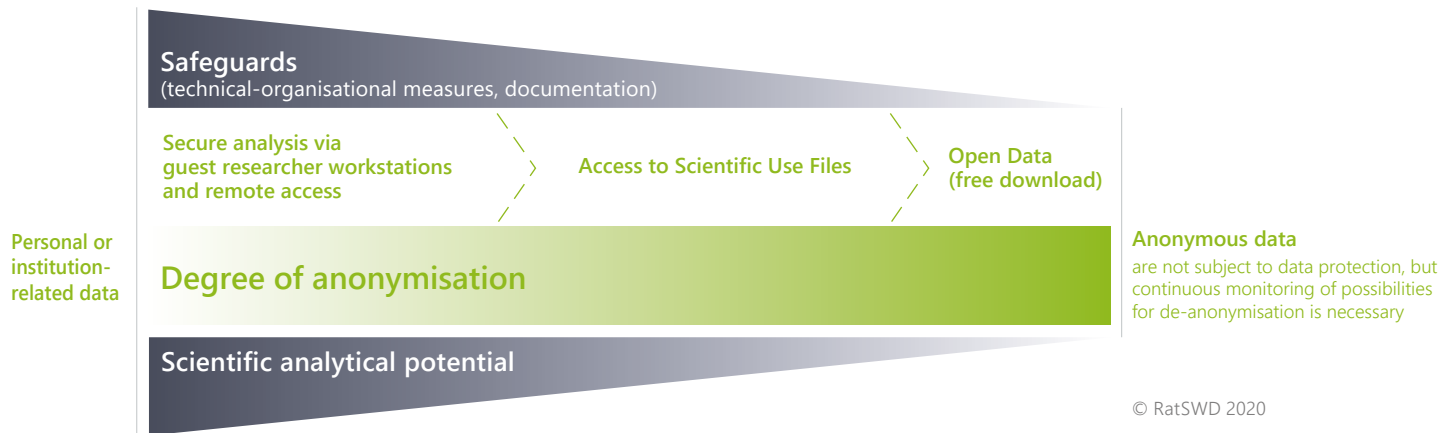 Safeguards
(technical-organisational measures, documentation)
Secure analysis via
guest researcher workstations
and remote access
Access to Scientific Use Files
Open Data
(free download)
Personal or
institution-
related data
Degree of anonymisation
Anonymous data
are not subject to data protection, but
continuous monitoring of possibilities
for de-anonymisation is necessary
Scientific analytical potential
© RatSWD 2020